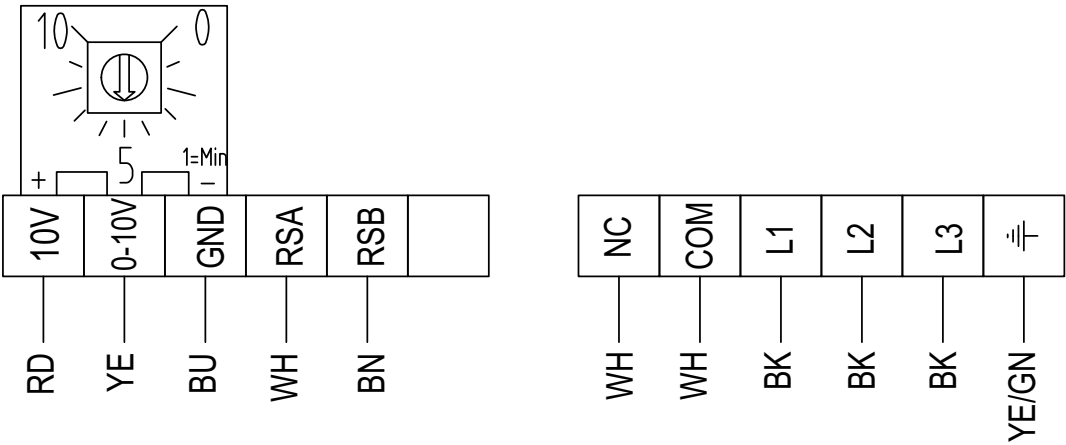 10 0
5 1=Min
+ -
10V 0-10V GND RSA RSB NC COM L1 L2 L3
RD YE BU WH BN WH WH BK BK BK YE/GN